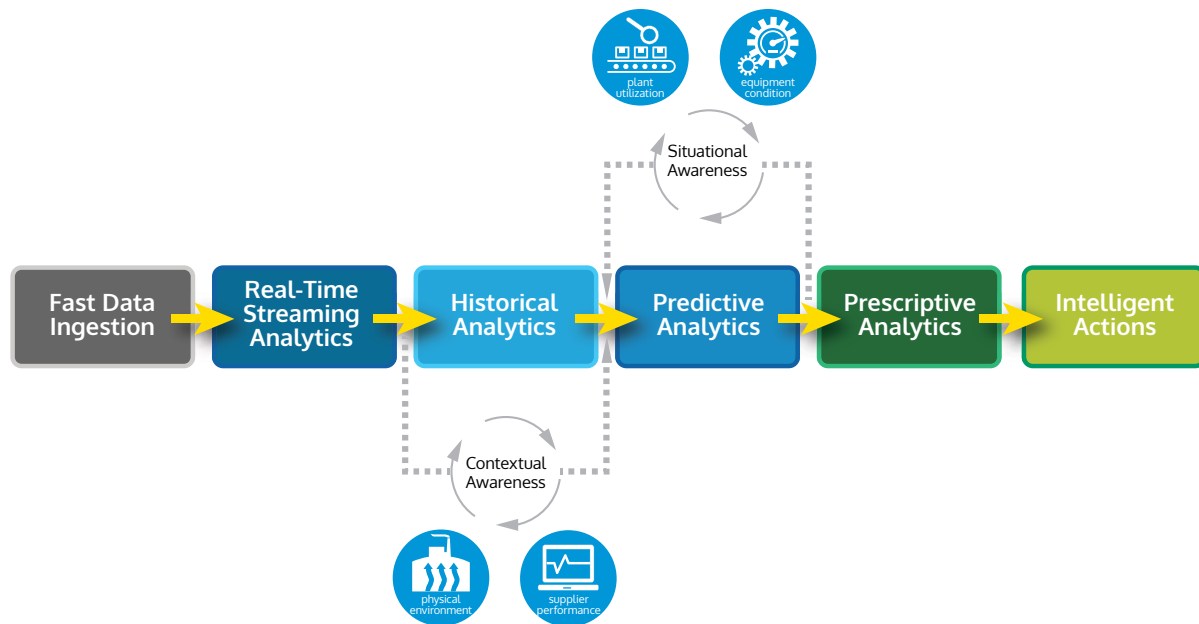 plant
utilization
equipment
condition
Situational
Awareness
Fast Data
Ingestion
Real-Time
Streaming
Analytics
Historical
Analytics
Predictive
Analytics
Prescriptive
Analytics
Intelligent
Actions
Contextual
Awareness
physical
environment
supplier
performance